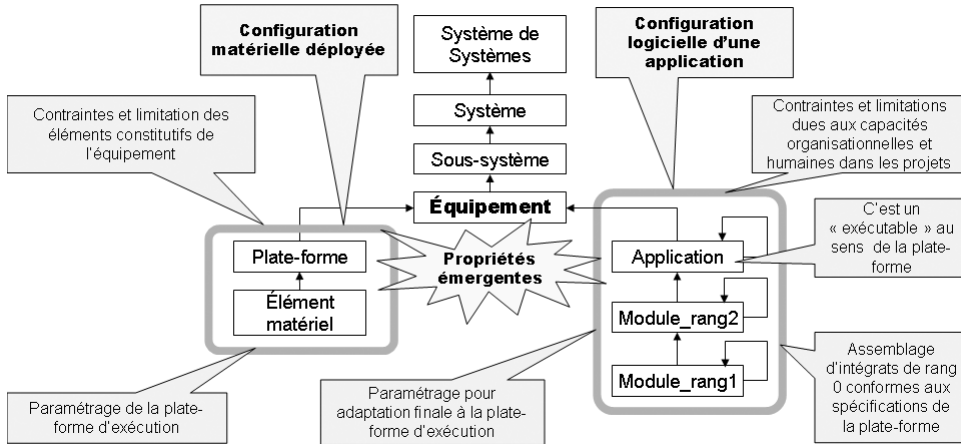 Configuration
matérielle déployée
Système de
Systèmes
Configuration
logicielle d'une
application
Contraintes et limitation des
éléments constitutifs de
l'équipement
Système
Contraintes et limitations
dues aux capacités
organisationnelles et
humaines dans les projets
Sous-système
Équipement
C'est un
« exécutable » au
sens de la plate-
forme
Plate-forme
Propriétés
émergentes
Application
Élément
matériel
Module_rang2
Module_rang1
Assemblage
d'intégrats de rang
0 conformes aux
spécifications de
la plate-forme
Paramétrage de la plate-
forme d'exécution
Paramétrage pour
adaptation finale à la plate-
forme d'exécution